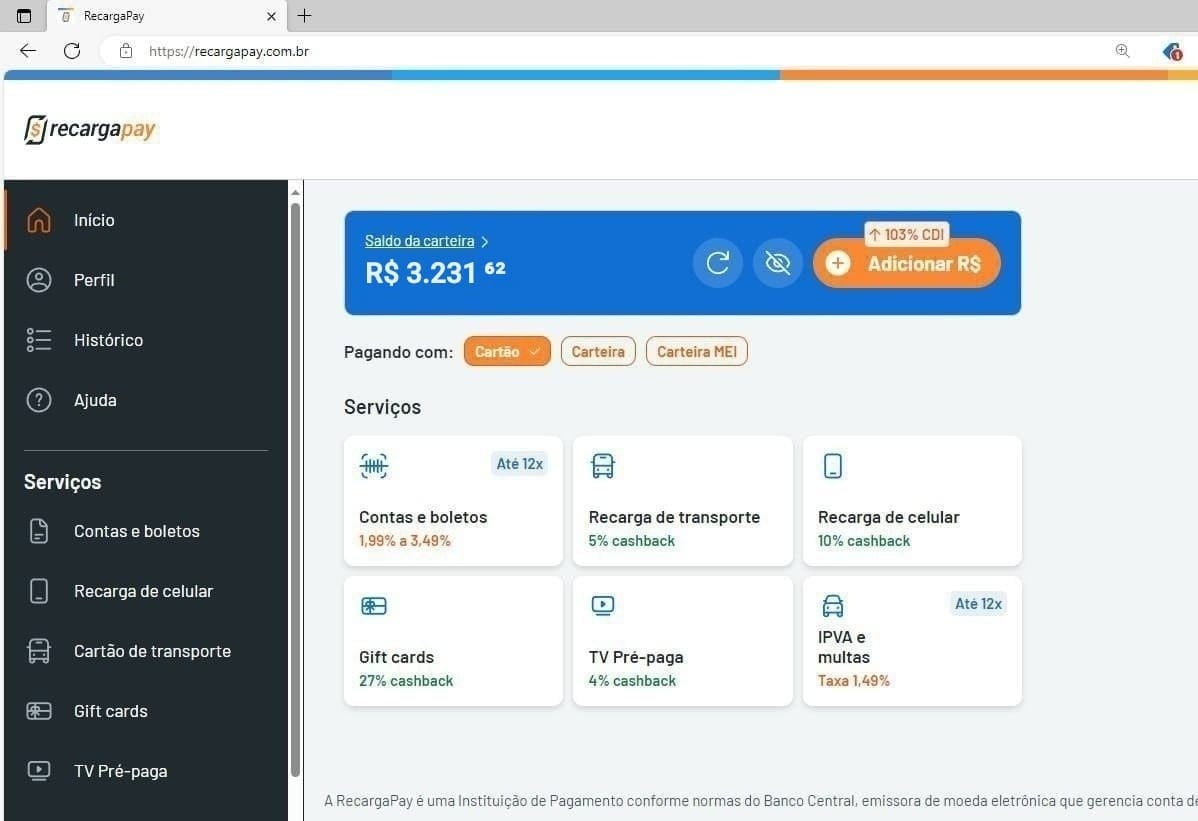 RecargaPay
https://recargapay.com.br
1
recargapay
Início
Perfil
Histórico
Ajuda
Serviços
Contas e boletos
Recarga de celular
Cartão de transporte
Gift cards
TV Pré-paga
Saldo da carteira
R$ 3.231 62
103% CDI
Adicionar R$
Pagando com: Cartão Carteira Carteira MEI
Serviços
Até 12x
Contas e boletos
1,99% a 3,49%
Recarga de transporte
5% cashback
Recarga de celular
10% cashback
Gift cards
27% cashback
TV Pré-paga
4% cashback
Até 12x
IPVA e
multas
Taxa 1,49%
A RecargaPay é uma Instituição de Pagamento conforme normas do Banco Central, emissora de moeda eletrônica que gerencia conta